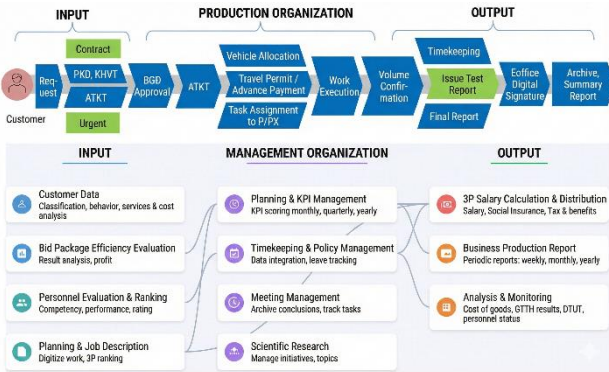 INPUT
PRODUCTION ORGANIZATION
OUTPUT
Customer
Req-
uest
Contract
PKD, KHVT
ATKT
Urgent
BGĐ
Approval
ATKT
Vehicle Allocation
Travel Permit /
Advance Payment
Task Assignment
to P/PX
Work
Execution
Volume
Confir-
mation
Timekeeping
Issue Test
Report
Final Report
Eoffice
Digital
Signature
Archive,
Summary
Report
INPUT
Customer Data
Classification, behavior, services & cost
analysis
Bid Package Efficiency Evaluation
Result analysis, profit
Personnel Evaluation & Ranking
Competency, performance, rating
Planning & Job Description
Digitize work, 3P ranking
MANAGEMENT ORGANIZATION
Planning & KPI Management
KPI scoring monthly, quarterly, yearly
Timekeeping & Policy Management
Data integration, leave tracking
Meeting Management
Archive conclusions, track tasks
Scientific Research
Manage initiatives, topics
OUTPUT
3P Salary Calculation & Distribution
Salary, Social Insurance, Tax & benefits
Business Production Report
Periodic reports: weekly, monthly, yearly
Analysis & Monitoring
Cost of goods, GTTH results, DTUT,
personnel status